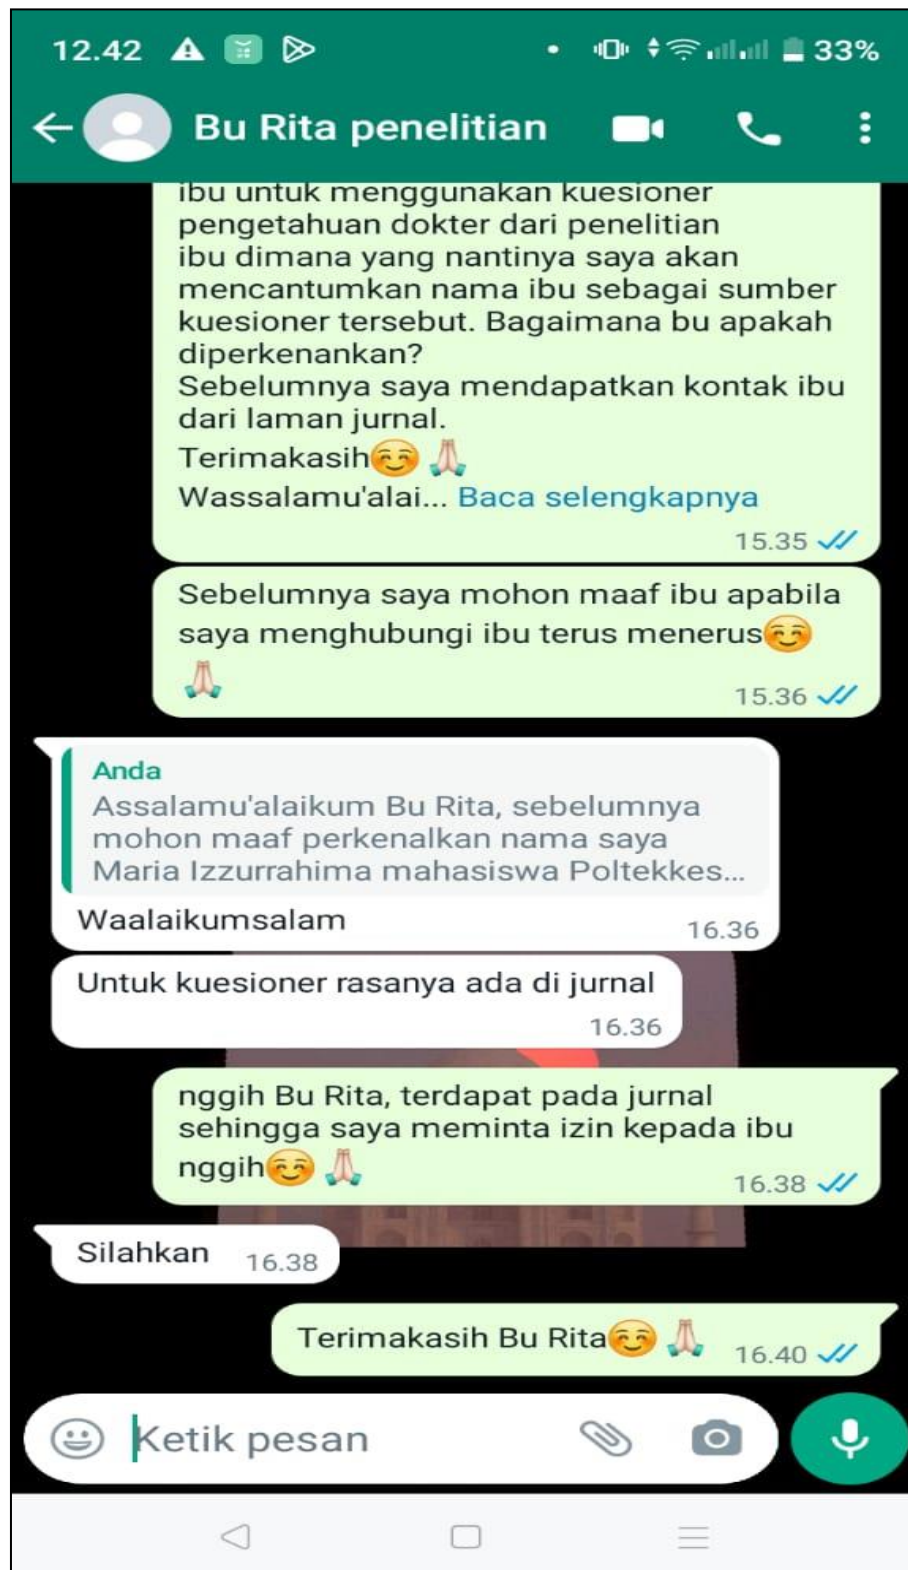 12.42
33%
Bu Rita penelitian
ibu untuk menggunakan kuesioner
pengetahuan dokter dari penelitian
ibu dimana yang nantinya saya akan
mencantumkan nama ibu sebagai sumber
kuesioner tersebut. Bagaimana bu apakah
diperkenankan?
Sebelumnya saya mendapatkan kontak ibu
dari laman jurnal.
Terimakasih☺️🙏🏻
Wassalamu'alai... Baca selengkapnya
15.35
Sebelumnya saya mohon maaf ibu apabila
saya menghubungi ibu terus menerus☺️
🙏🏻
15.36
Anda
Assalamu'alaikum Bu Rita, sebelumnya
mohon maaf perkenalkan nama saya
Maria Izzurrahima mahasiswa Poltekkes...
Waalaikumsalam
16.36
Untuk kuesioner rasanya ada di jurnal
16.36
nggih Bu Rita, terdapat pada jurnal
sehingga saya meminta izin kepada ibu
nggih☺️🙏🏻
16.38
Silahkan 16.38
Terimakasih Bu Rita☺️🙏🏻 16.40
Ketik pesan